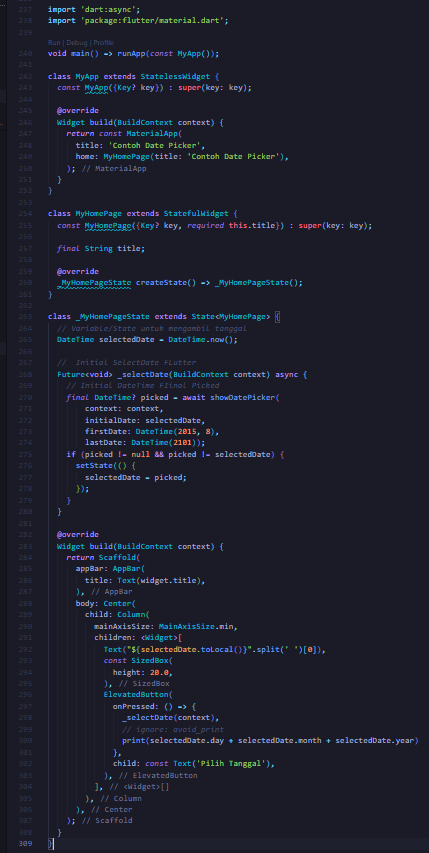 237 import 'dart:async';
238 import 'package:flutter/material.dart';
239
Run | Debug | Profile
240 void main() => runApp(const MyApp());
241
242 class MyApp extends StatelessWidget {
243 const MyApp({Key? key}) : super(key: key);
244
245 @override
246 Widget build(BuildContext context) {
247 return const MaterialApp(
248 title: 'Contoh Date Picker',
249 home: MyHomePage(title: 'Contoh Date Picker'),
250 ); // MaterialApp
251 }
252 }
253
254 class MyHomePage extends StatefulWidget {
255 const MyHomePage({Key? key, required this.title}) : super(key: key);
256
257 final String title;
258
259 @override
260 _MyHomePageState createState() => _MyHomePageState();
261 }
262
263 class _MyHomePageState extends State<MyHomePage> {
264 // Variable/State untuk mengambil tanggal
265 DateTime selectedDate = DateTime.now();
266
267 //  Initial SelectDate FLutter
268 Future<void> _selectDate(BuildContext context) async {
269 // Initial DateTime FIinal Picked
270 final DateTime? picked = await showDatePicker(
271 context: context,
272 initialDate: selectedDate,
273 firstDate: DateTime(2015, 8),
274 lastDate: DateTime(2101));
275 if (picked != null && picked != selectedDate) {
276 setState(() {
277 selectedDate = picked;
278 });
279 }
280 }
281
282 @override
283 Widget build(BuildContext context) {
284 return Scaffold(
285 appBar: AppBar(
286 title: Text(widget.title),
287 ), // AppBar
288 body: Center(
289 child: Column(
290 mainAxisSize: MainAxisSize.min,
291 children: <Widget>[
292 Text("${selectedDate.toLocal()}".split(' ')[0]),
293 const SizedBox(
294 height: 20.0,
295 ), // SizedBox
296 ElevatedButton(
297 onPressed: () => {
298 _selectDate(context),
299 // ignore: avoid_print
300 print(selectedDate.day + selectedDate.month + selectedDate.year)
301 },
302 child: const Text('Pilih Tanggal'),
303 ), // ElevatedButton
304 ], // <Widget>[]
305 ), // Column
306 ), // Center
307 ); // Scaffold
308 }
309 }